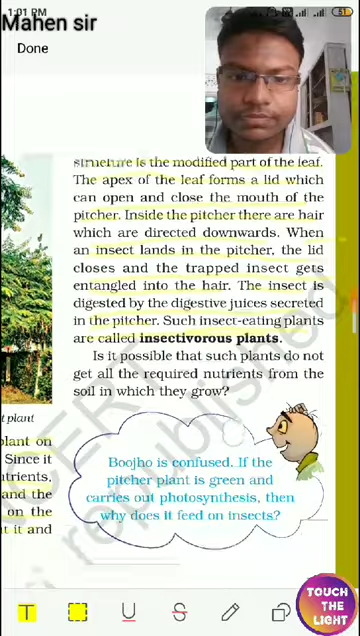 1:01 PM
51
Mahen sir
Done
structure is the modified part of the leaf.
The apex of the leaf forms a lid which
can open and close the mouth of the
pitcher. Inside the pitcher there are hair
which are directed downwards. When
an insect lands in the pitcher, the lid
closes and the trapped insect gets
entangled into the hair. The insect is
digested by the digestive juices secreted
in the pitcher. Such insect-eating plants
are called insectivorous plants.
Is it possible that such plants do not
get all the required nutrients from the
soil in which they grow?
t plant
plant on
Since it
utrients,
and the
on the
t it and
Boojho is confused. If the
pitcher plant is green and
carries out photosynthesis, then
why does it feed on insects?
T
U
S
TOUCH
THE
LIGHT